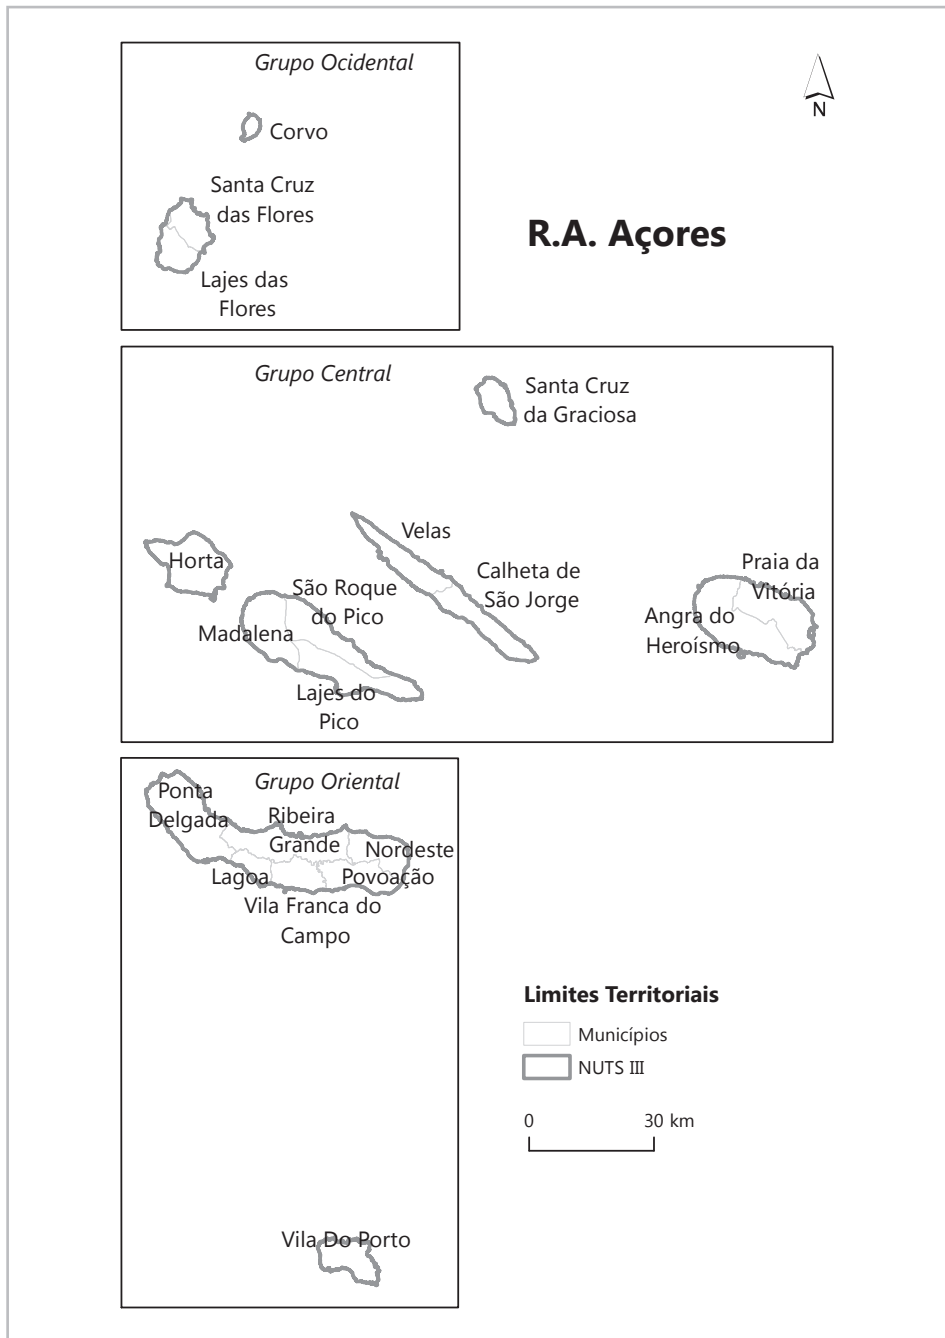 Grupo Ocidental
N
Corvo
Santa Cruz
das Flores
R.A. Açores
Lajes das
Flores
Grupo Central
Santa Cruz
da Graciosa
Velas
Horta
Calheta de
São Jorge
Praia da
Vitória
São Roque
do Pico
Madalena
Angra do
Heroísmo
Lajes do
Pico
Grupo Oriental
Ponta
Delgada
Ribeira
Grande
Nordeste
Lagoa
Povoação
Vila Franca do
Campo
Limites Territoriais
Municípios
NUTS III
0 30 km
Vila Do Porto